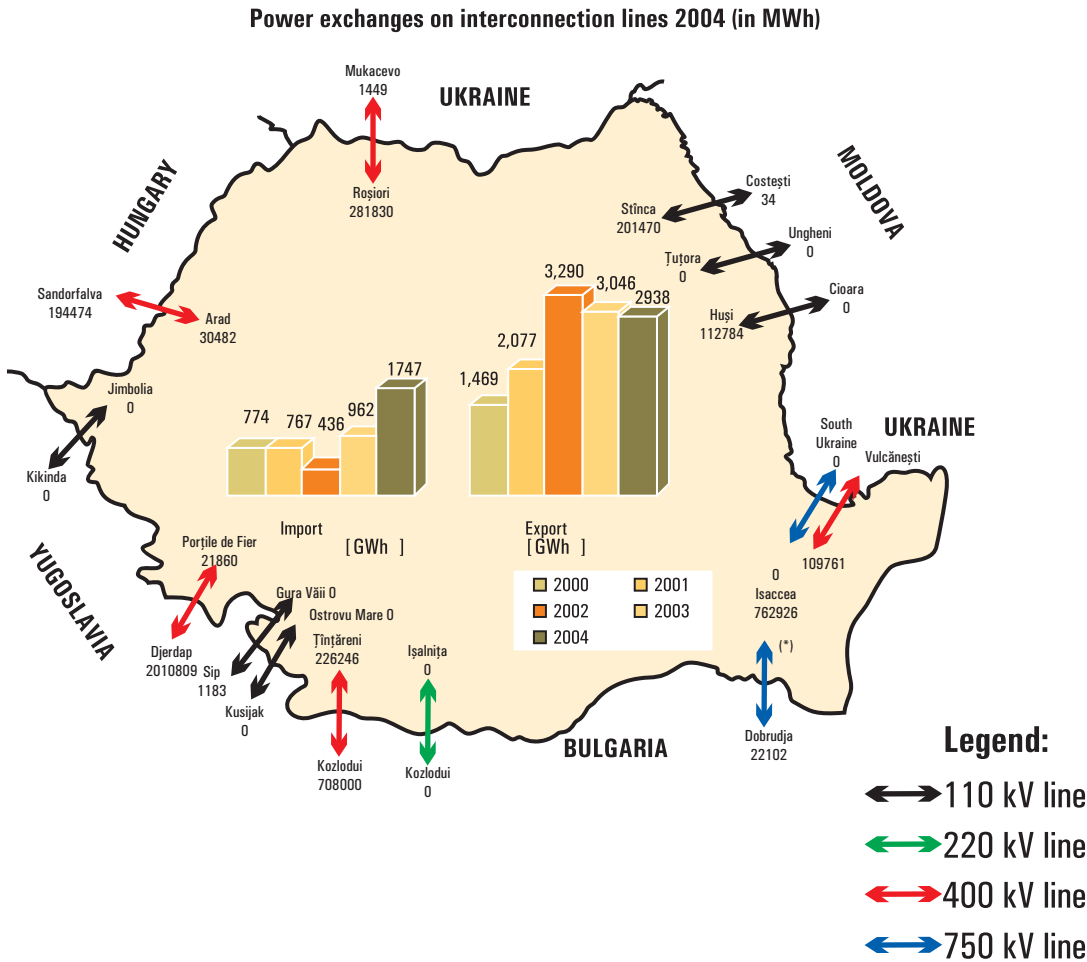 Power exchanges on interconnection lines 2004 (in MWh)
Mukacevo
1449
UKRAINE
Roșiori
281830
HUNGARY
MOLDOVA
Costești
34
Stînca
201470
Ungheni
0
Țuțora
0
Cioara
0
Huși
112784
Sandorfalva
194474
Arad
30482
Jimbolia
0
Kikinda
0
774
767
436
962
1747
Import
[ GWh ]
1,469
2,077
3,290
3,046
2938
Export
[ GWh ]
2000
2001
2002
2003
2004
South
Ukraine
0
UKRAINE
Vulcănești
109761
0
Isaccea
762926
(*)
Dobrudja
22102
YUGOSLAVIA
Porțile de Fier
21860
Djerdap
2010809
Gura Văii 0
Sip
1183
Ostrovu Mare 0
Kusijak
0
Țînțăreni
226246
Kozlodui
708000
Ișalnița
0
Kozlodui
0
BULGARIA
Legend:
110 kV line
220 kV line
400 kV line
750 kV line